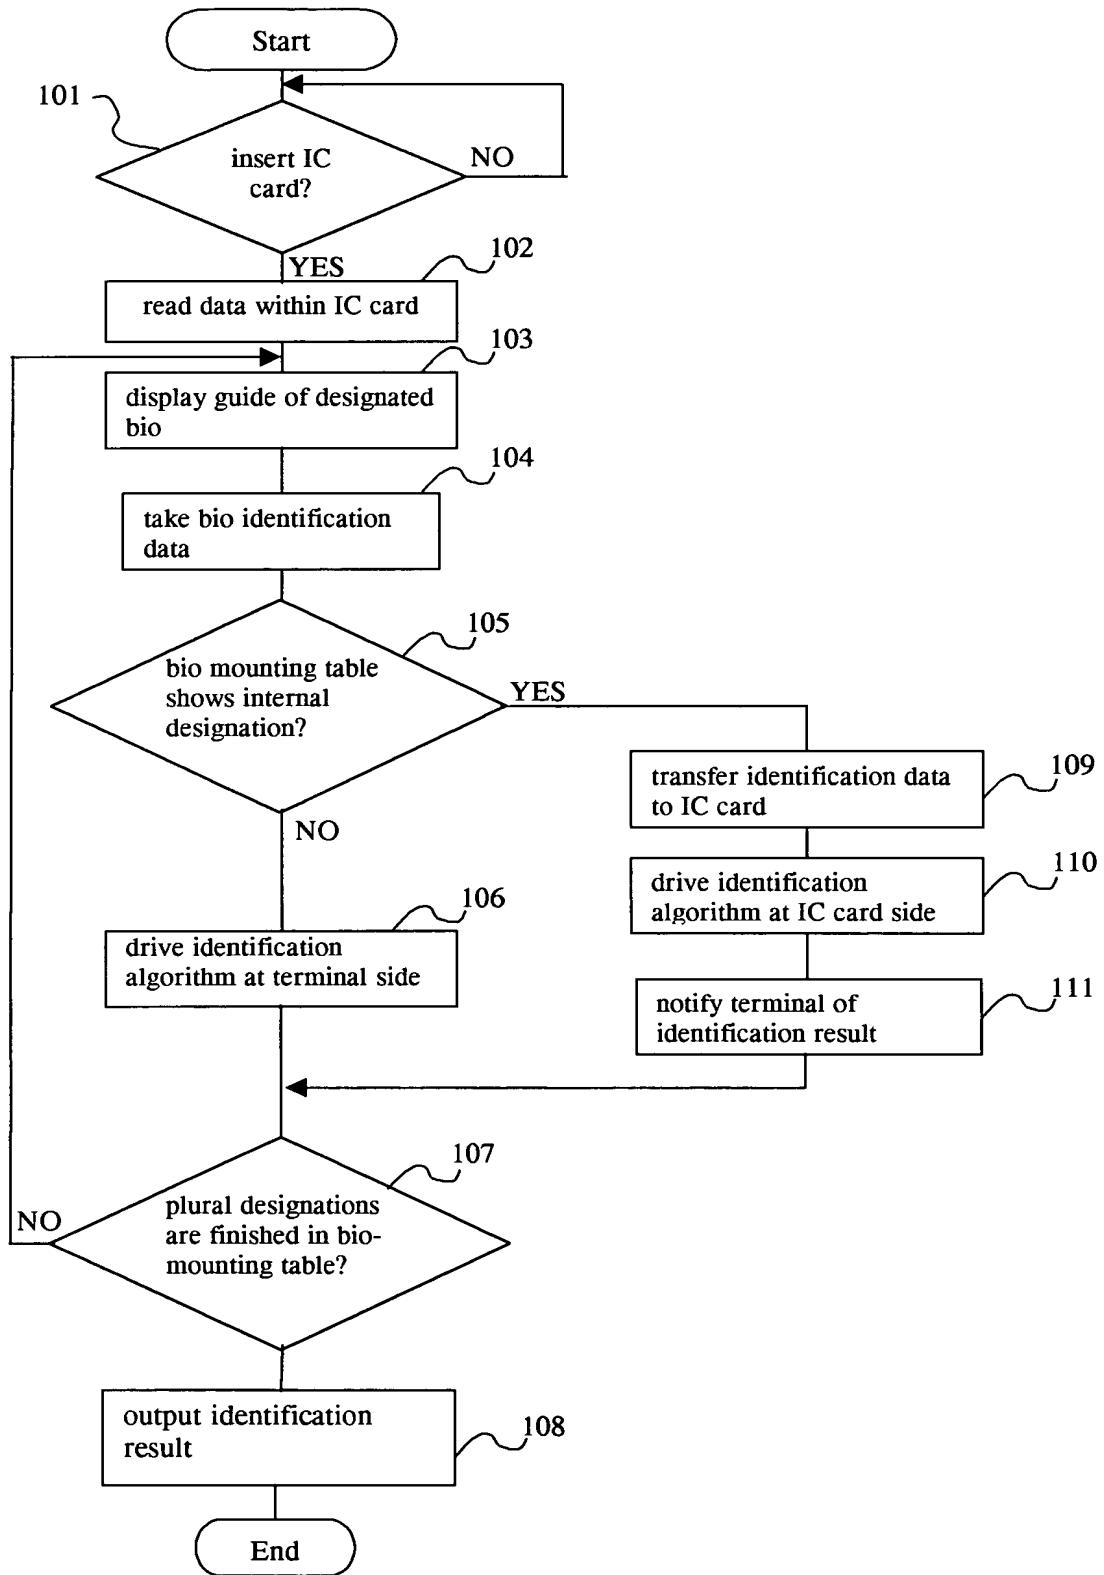 Start
101
insert IC
card?
NO
YES
102
read data within IC card
103
display guide of designated
bio
104
take bio identification
data
105
bio mounting table
shows internal
designation?
YES
NO
109
transfer identification data
to IC card
110
drive identification
algorithm at IC card side
106
drive identification
algorithm at terminal side
111
notify terminal of
identification result
107
plural designations
are finished in bio-
mounting table?
NO
108
output identification
result
End